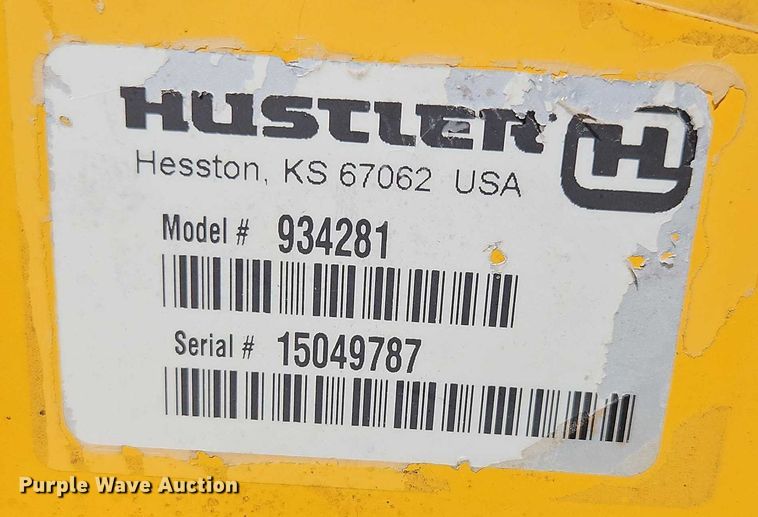 HUSTLER H
Hesston, KS 67062 USA
Model # 934281
Serial # 15049787
Purple Wave Auction